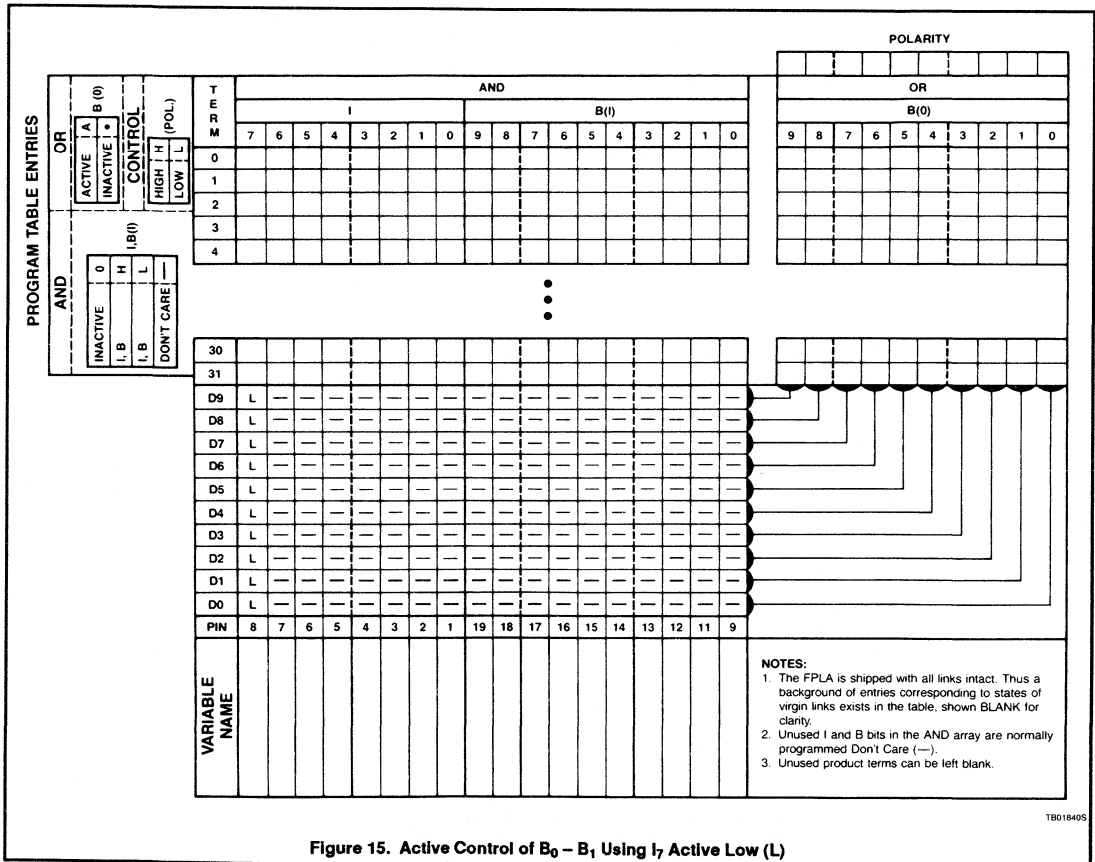 POLARITY
PROGRAM TABLE ENTRIES
OR
ACTIVE A
INACTIVE •
B (0)
CONTROL
HIGH H
LOW L
(POL.)
AND
INACTIVE 0
I, B H
I, B L
DON'T CARE —
I,B(I)
TERM
AND
OR
I B(I) B(0)
7 6 5 4 3 2 1 0 9 8 7 6 5 4 3 2 1 0 9 8 7 6 5 4 3 2 1 0
0
1
2
3
4
30
31
D9 L — — — — — — — — — — — — — — — — —
D8 L — — — — — — — — — — — — — — — — —
D7 L — — — — — — — — — — — — — — — — —
D6 L — — — — — — — — — — — — — — — — —
D5 L — — — — — — — — — — — — — — — — —
D4 L — — — — — — — — — — — — — — — — —
D3 L — — — — — — — — — — — — — — — — —
D2 L — — — — — — — — — — — — — — — — —
D1 L — — — — — — — — — — — — — — — — —
D0 L — — — — — — — — — — — — — — — — —
PIN 8 7 6 5 4 3 2 1 19 18 17 16 15 14 13 12 11 9
VARIABLE
NAME
NOTES:
1. The FPLA is shipped with all links intact. Thus a
background of entries corresponding to states of
virgin links exists in the table, shown BLANK for
clarity.
2. Unused I and B bits in the AND array are normally
programmed Don't Care (—).
3. Unused product terms can be left blank.
TB01840S
Figure 15. Active Control of B0 – B1 Using I7 Active Low (L)